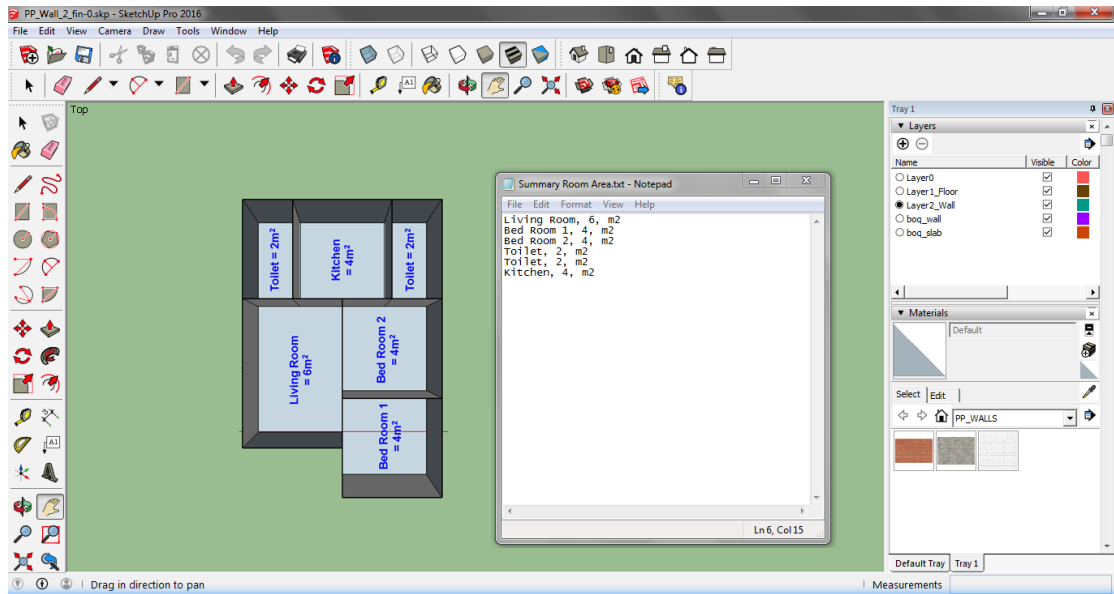 PP_Wall_2_fin-0.skp - SketchUp Pro 2016
File Edit View Camera Draw Tools Window Help
A1
Top
Toilet = 2m²
Kitchen
= 4m²
Toilet = 2m²
Living Room
= 6m²
Bed Room 2
= 4m²
Bed Room 1
= 4m²
A1
Summary Room Area.txt - Notepad
File Edit Format View Help
Living Room, 6, m2
Bed Room 1, 4, m2
Bed Room 2, 4, m2
Toilet, 2, m2
Toilet, 2, m2
Kitchen, 4, m2
Ln 6, Col 15
Tray 1
Layers
Name Visible Color
Layer0
Layer1_Floor
Layer2_Wall
boq_wall
boq_slab
Materials
Default
Select Edit
PP_WALLS
Default Tray Tray 1
Drag in direction to pan
Measurements